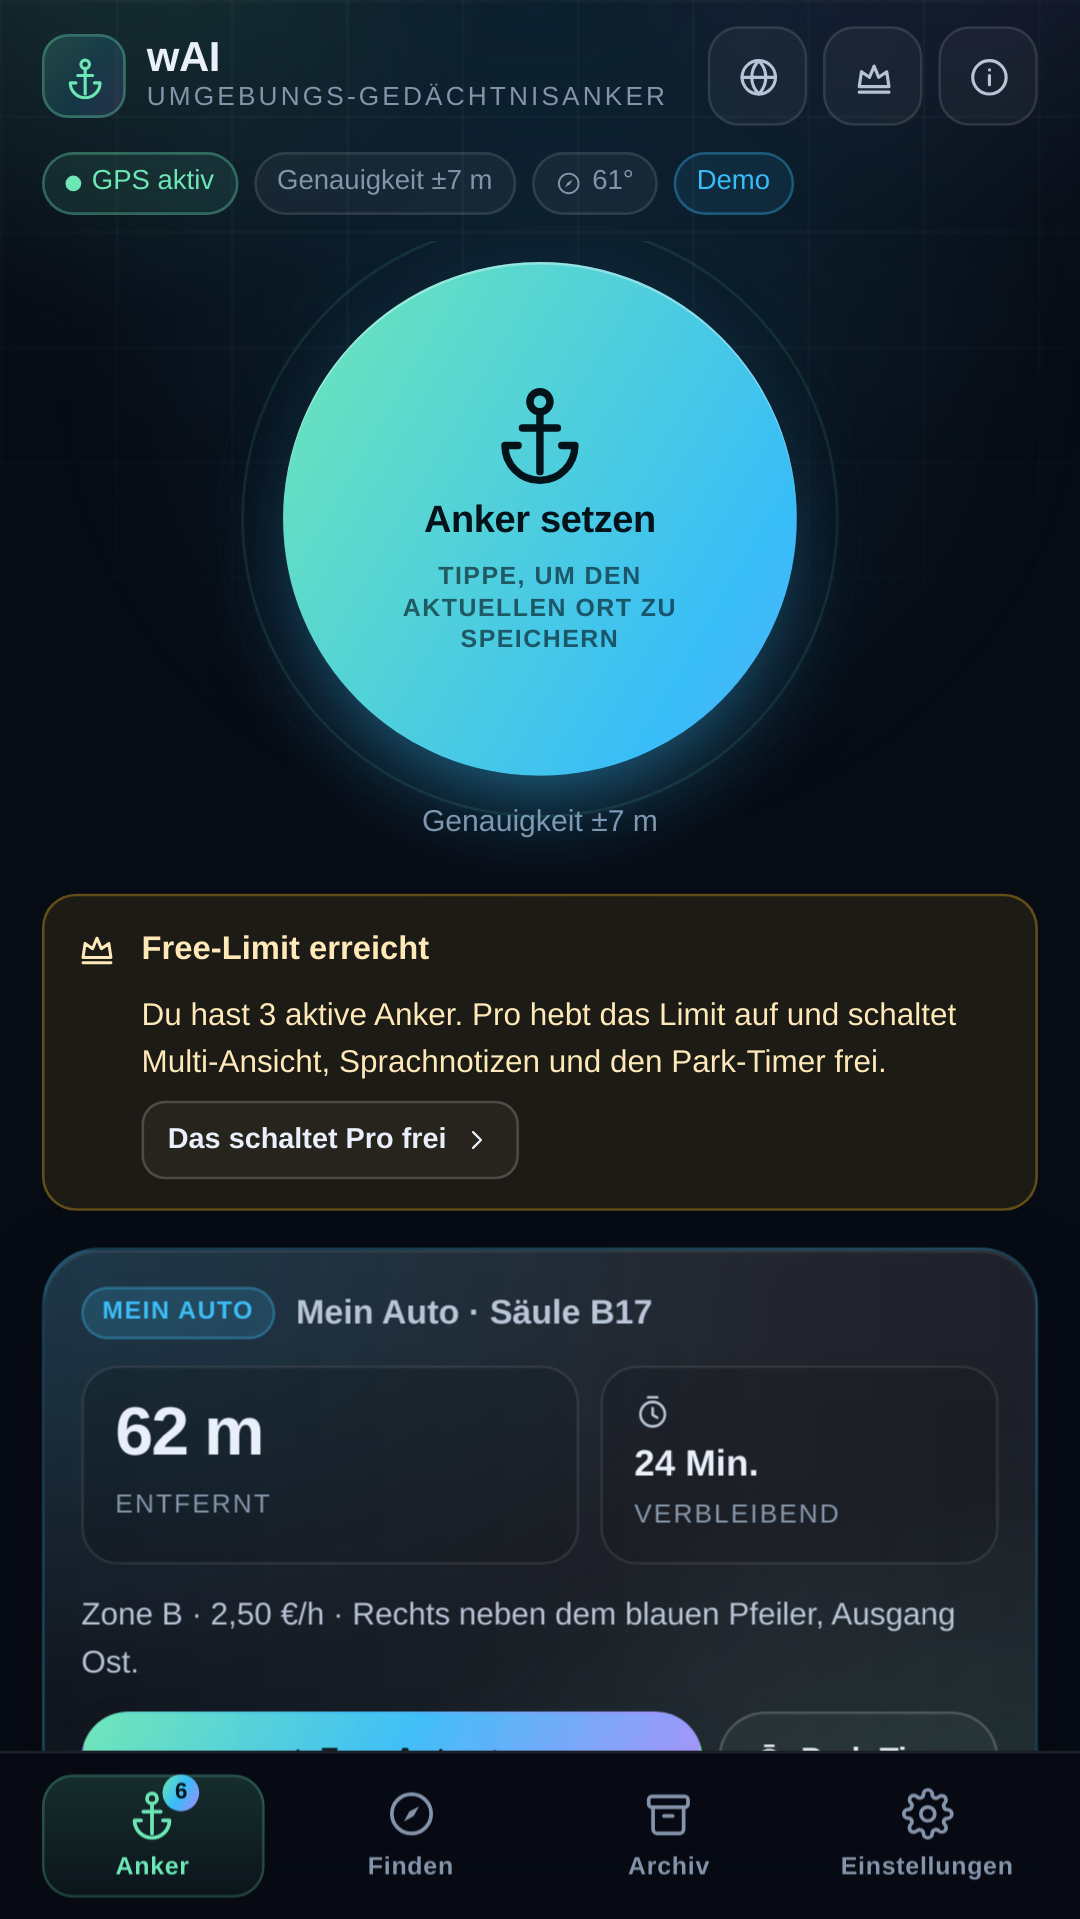 wAI
UMGEBUNGS-GEDÄCHTNISANKER
GPS aktiv
Genauigkeit ±7 m
61°
Demo
Anker setzen
TIPPE, UM DEN
AKTUELLEN ORT ZU
SPEICHERN
Genauigkeit ±7 m
Free-Limit erreicht
Du hast 3 aktive Anker. Pro hebt das Limit auf und schaltet
Multi-Ansicht, Sprachnotizen und den Park-Timer frei.
Das schaltet Pro frei
MEIN AUTO
Mein Auto · Säule B17
62 m
ENTFERNT
24 Min.
VERBLEIBEND
Zone B · 2,50 €/h · Rechts neben dem blauen Pfeiler, Ausgang
Ost.
6
Anker
Finden
Archiv
Einstellungen